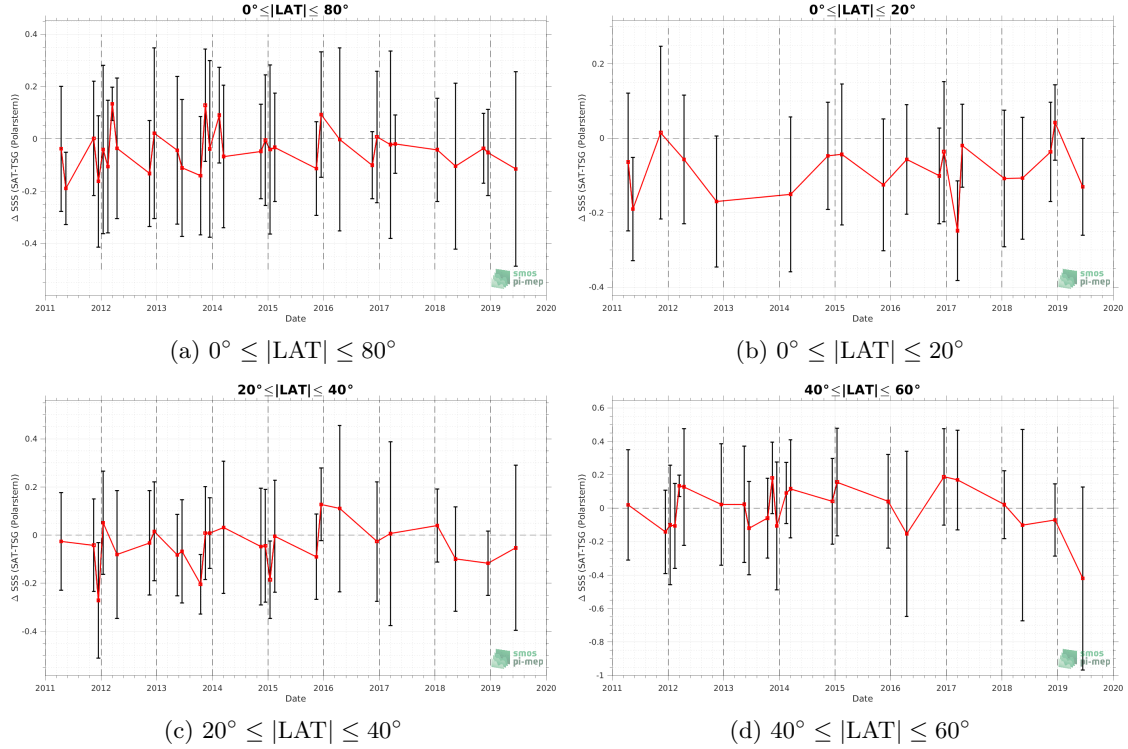 0°≤|LAT|≤ 80°
Δ SSS (SAT-TSG (Polarstern))
0.4
0.2
0
-0.2
-0.4
2011 2012 2013 2014 2015 2016 2017 2018 2019 2020
Date
smos
pi-mep
(a) 0° ≤ |LAT| ≤ 80°
0°≤|LAT|≤ 20°
Δ SSS (SAT-TSG (Polarstern))
0.2
0
-0.2
-0.4
2011 2012 2013 2014 2015 2016 2017 2018 2019 2020
Date
smos
pi-mep
(b) 0° ≤ |LAT| ≤ 20°
20°≤|LAT|≤ 40°
Δ SSS (SAT-TSG (Polarstern))
0.4
0.2
0
-0.2
-0.4
2011 2012 2013 2014 2015 2016 2017 2018 2019 2020
Date
smos
pi-mep
(c) 20° ≤ |LAT| ≤ 40°
40°≤|LAT|≤ 60°
Δ SSS (SAT-TSG (Polarstern))
0.6
0.4
0.2
0
-0.2
-0.4
-0.6
-0.8
-1
2011 2012 2013 2014 2015 2016 2017 2018 2019 2020
Date
smos
pi-mep
(d) 40° ≤ |LAT| ≤ 60°